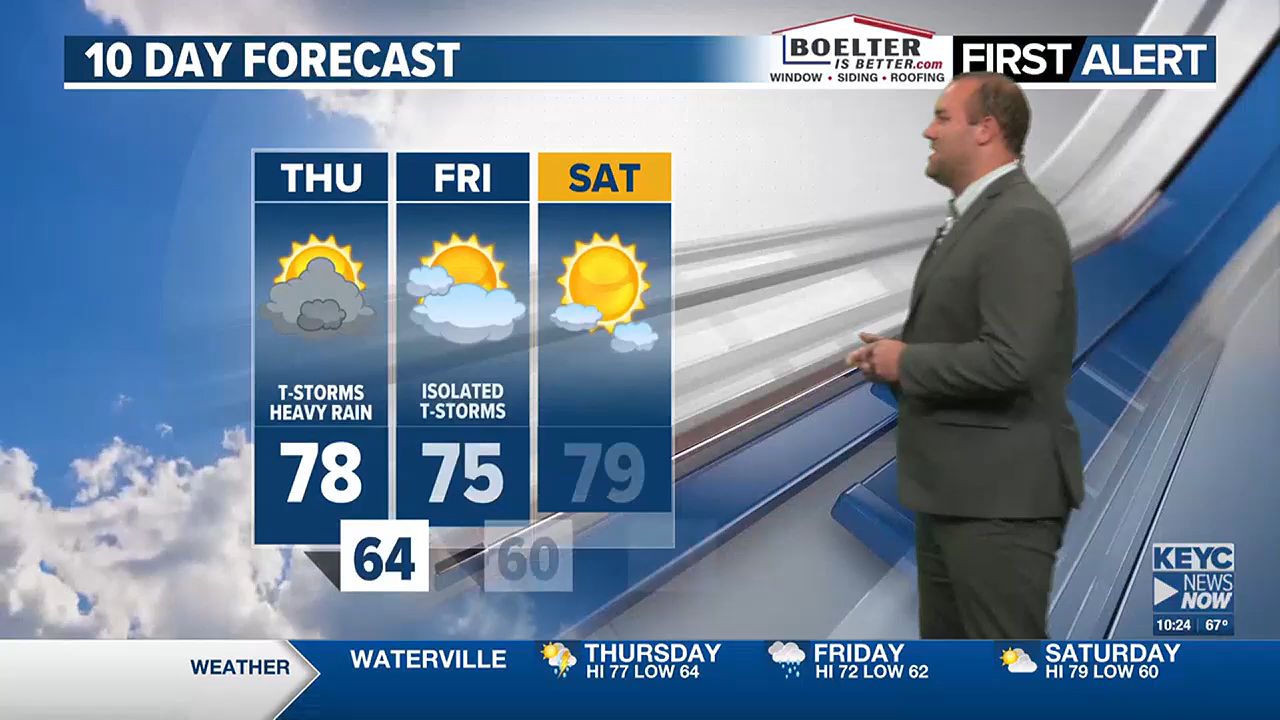 10 DAY FORECAST
BOELTER
IS BETTER.com
WINDOW • SIDING • ROOFING
FIRST ALERT
THU
FRI
SAT
T-STORMS
HEAVY RAIN
ISOLATED
T-STORMS
78
75
79
64
60
KEYC
NEWS
NOW
10:24 67°
WEATHER
WATERVILLE
THURSDAY
HI 77 LOW 64
FRIDAY
HI 72 LOW 62
SATURDAY
HI 79 LOW 60